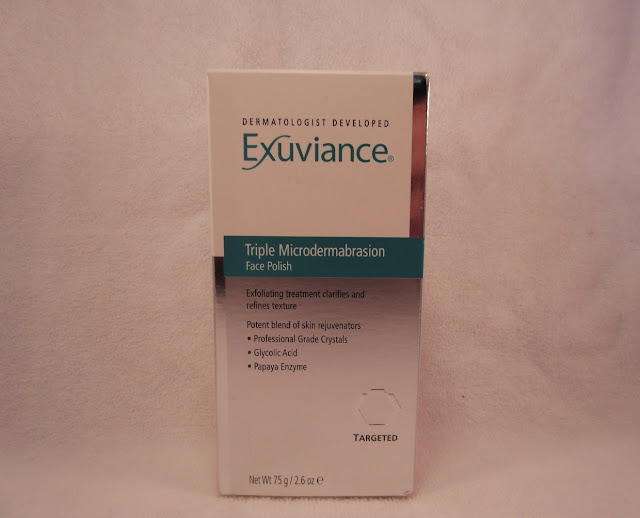 DERMATOLOGIST DEVELOPED
Exuviance®
Triple Microdermabrasion
Face Polish
Exfoliating treatment clarifies and
refines texture
Potent blend of skin rejuvenators
• Professional Grade Crystals
• Glycolic Acid
• Papaya Enzyme
TARGETED
Net Wt 75 g / 2.6 oz ℮